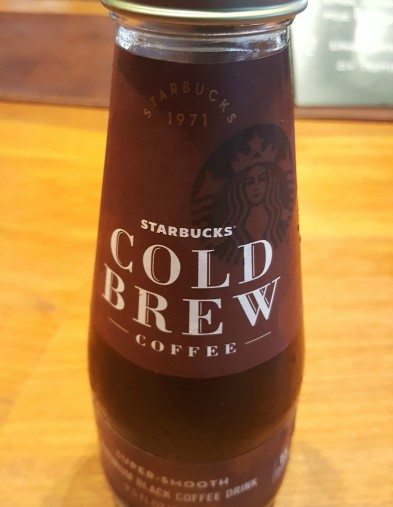 STARBUCKS
1971
STARBUCKS
COLD
BREW
COFFEE
SUPER-SMOOTH
BLACK COFFEE DRINK